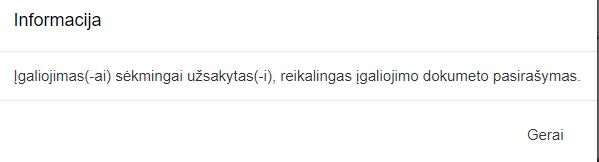 Informacija
Įgaliojimas(-ai) sėkmingai užsakytas(-i), reikalingas įgaliojimo dokumeto pasirašymas.
Gerai